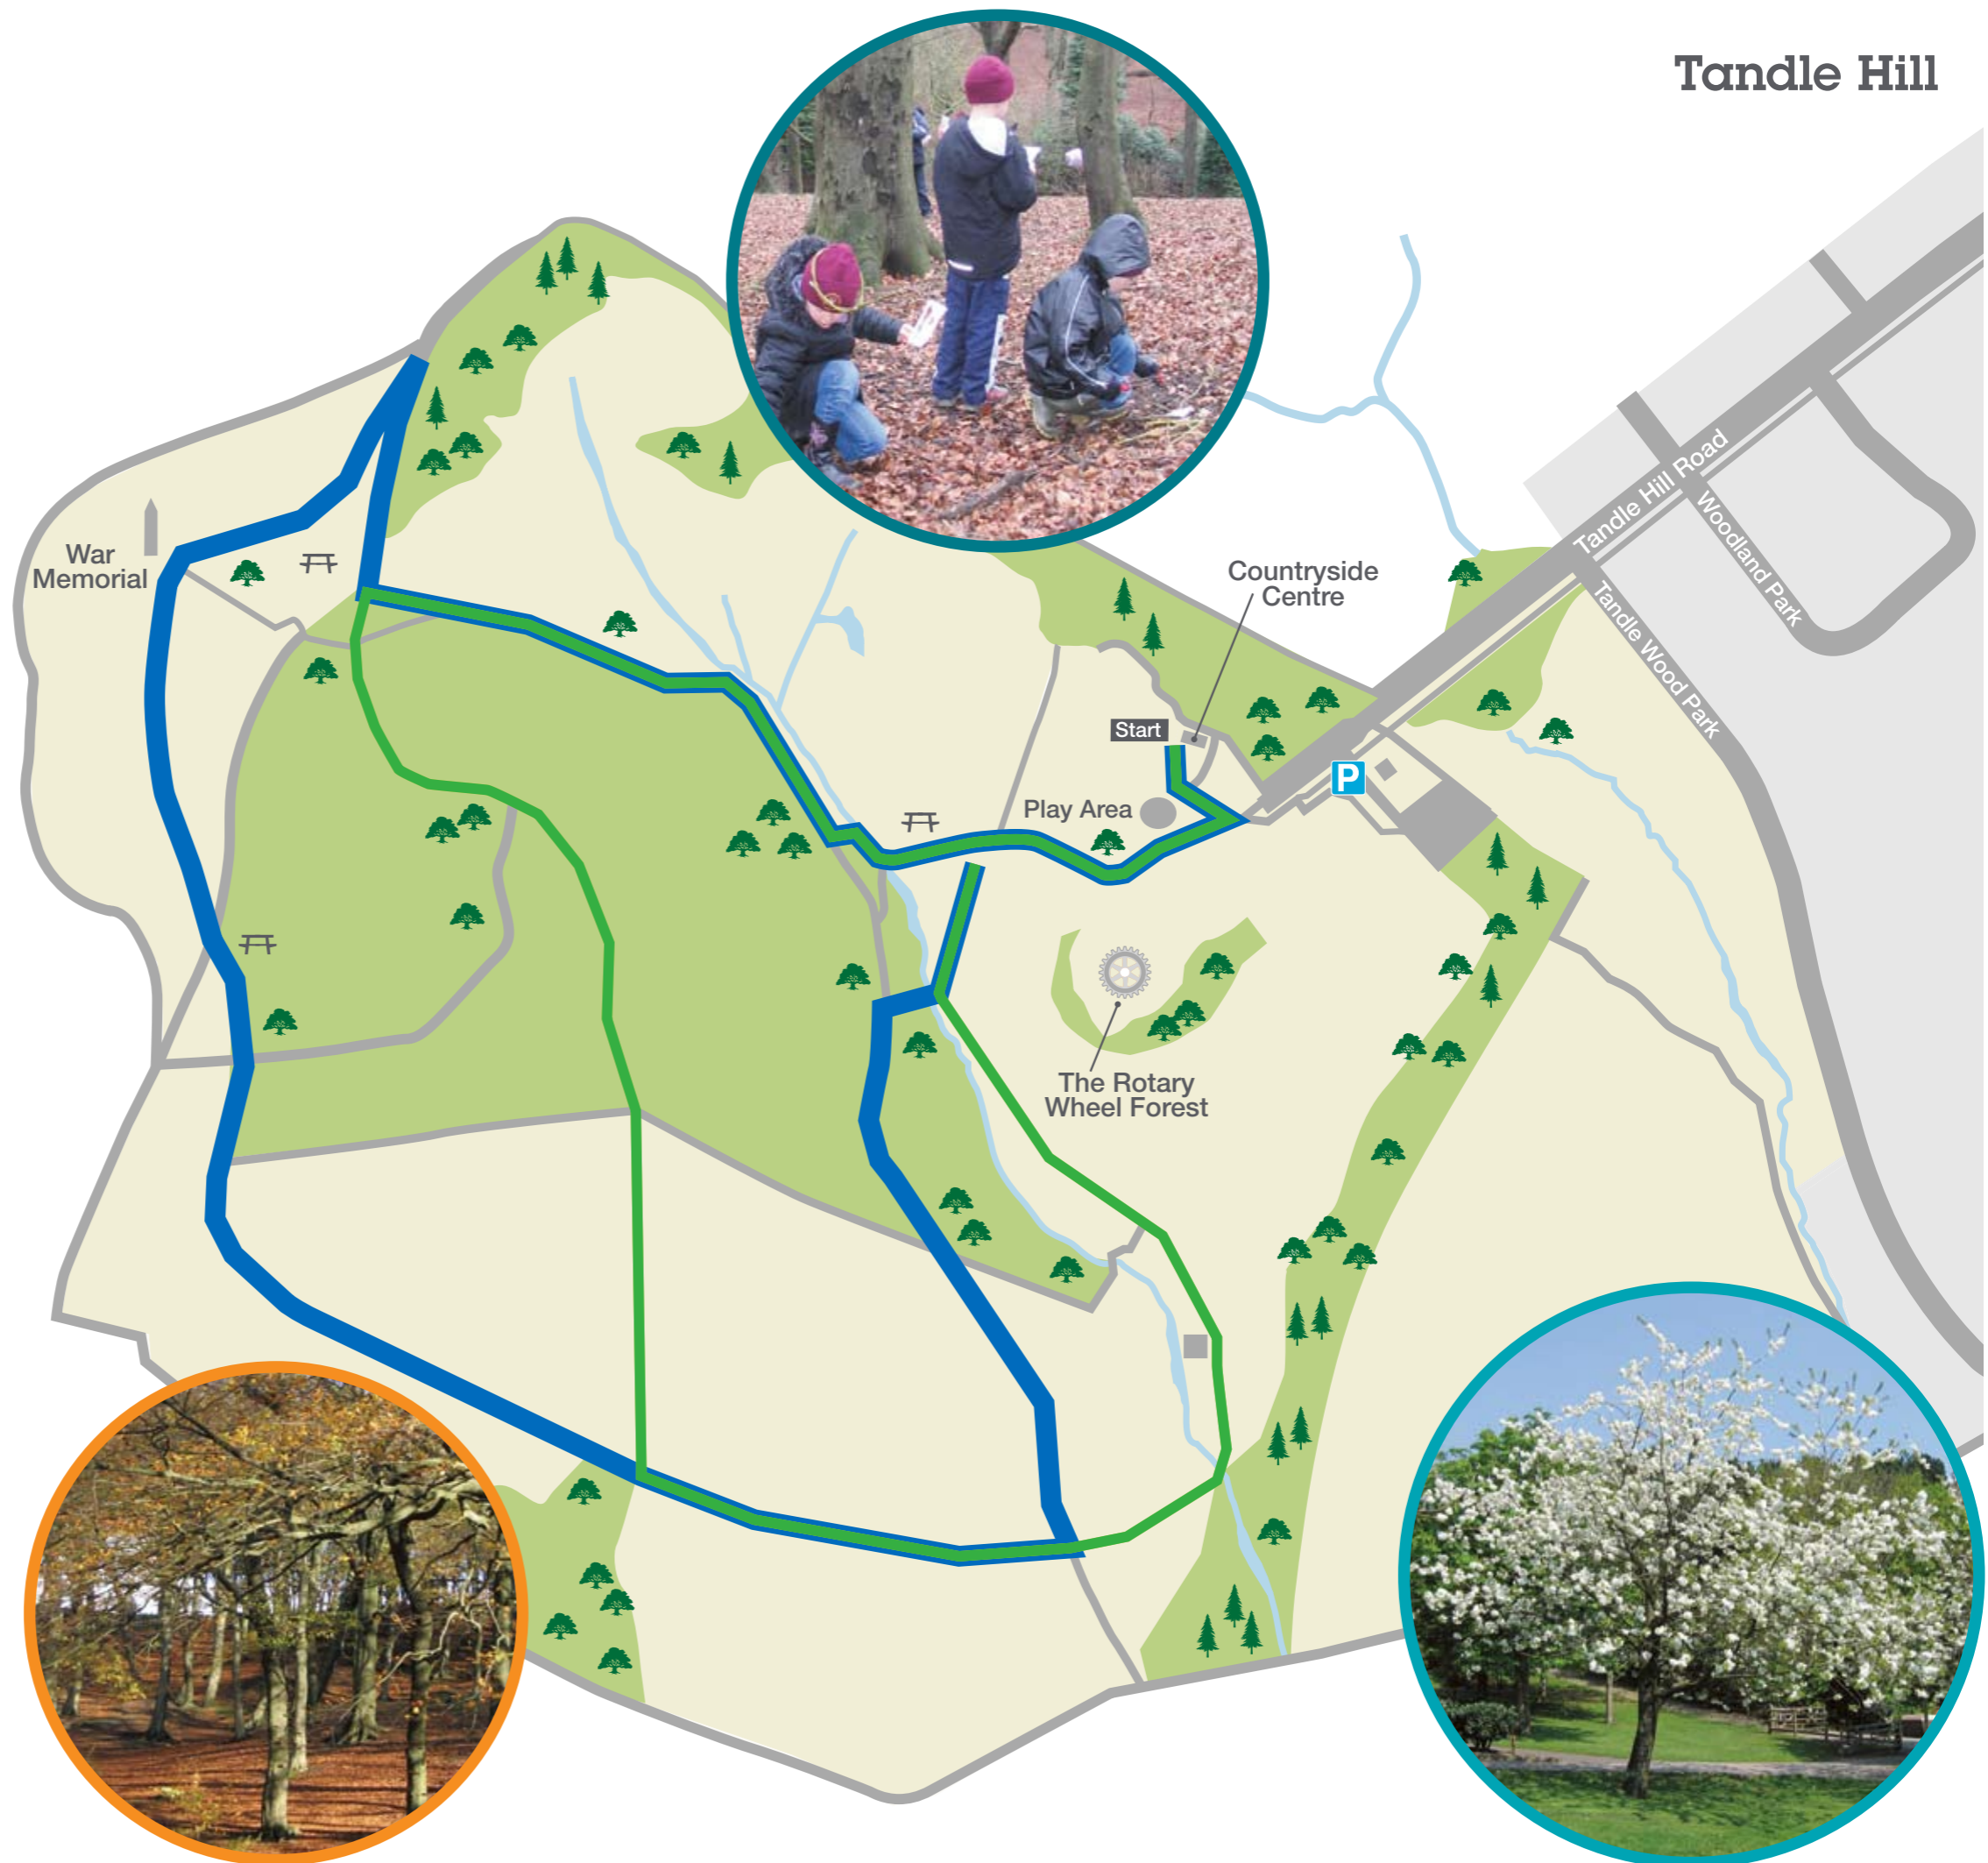 Tandle Hill
War
Memorial
Countryside
Centre
Start
Play Area
P
Tandle Hill Road
Woodland Park
Tandle Wood Park
The Rotary
Wheel Forest